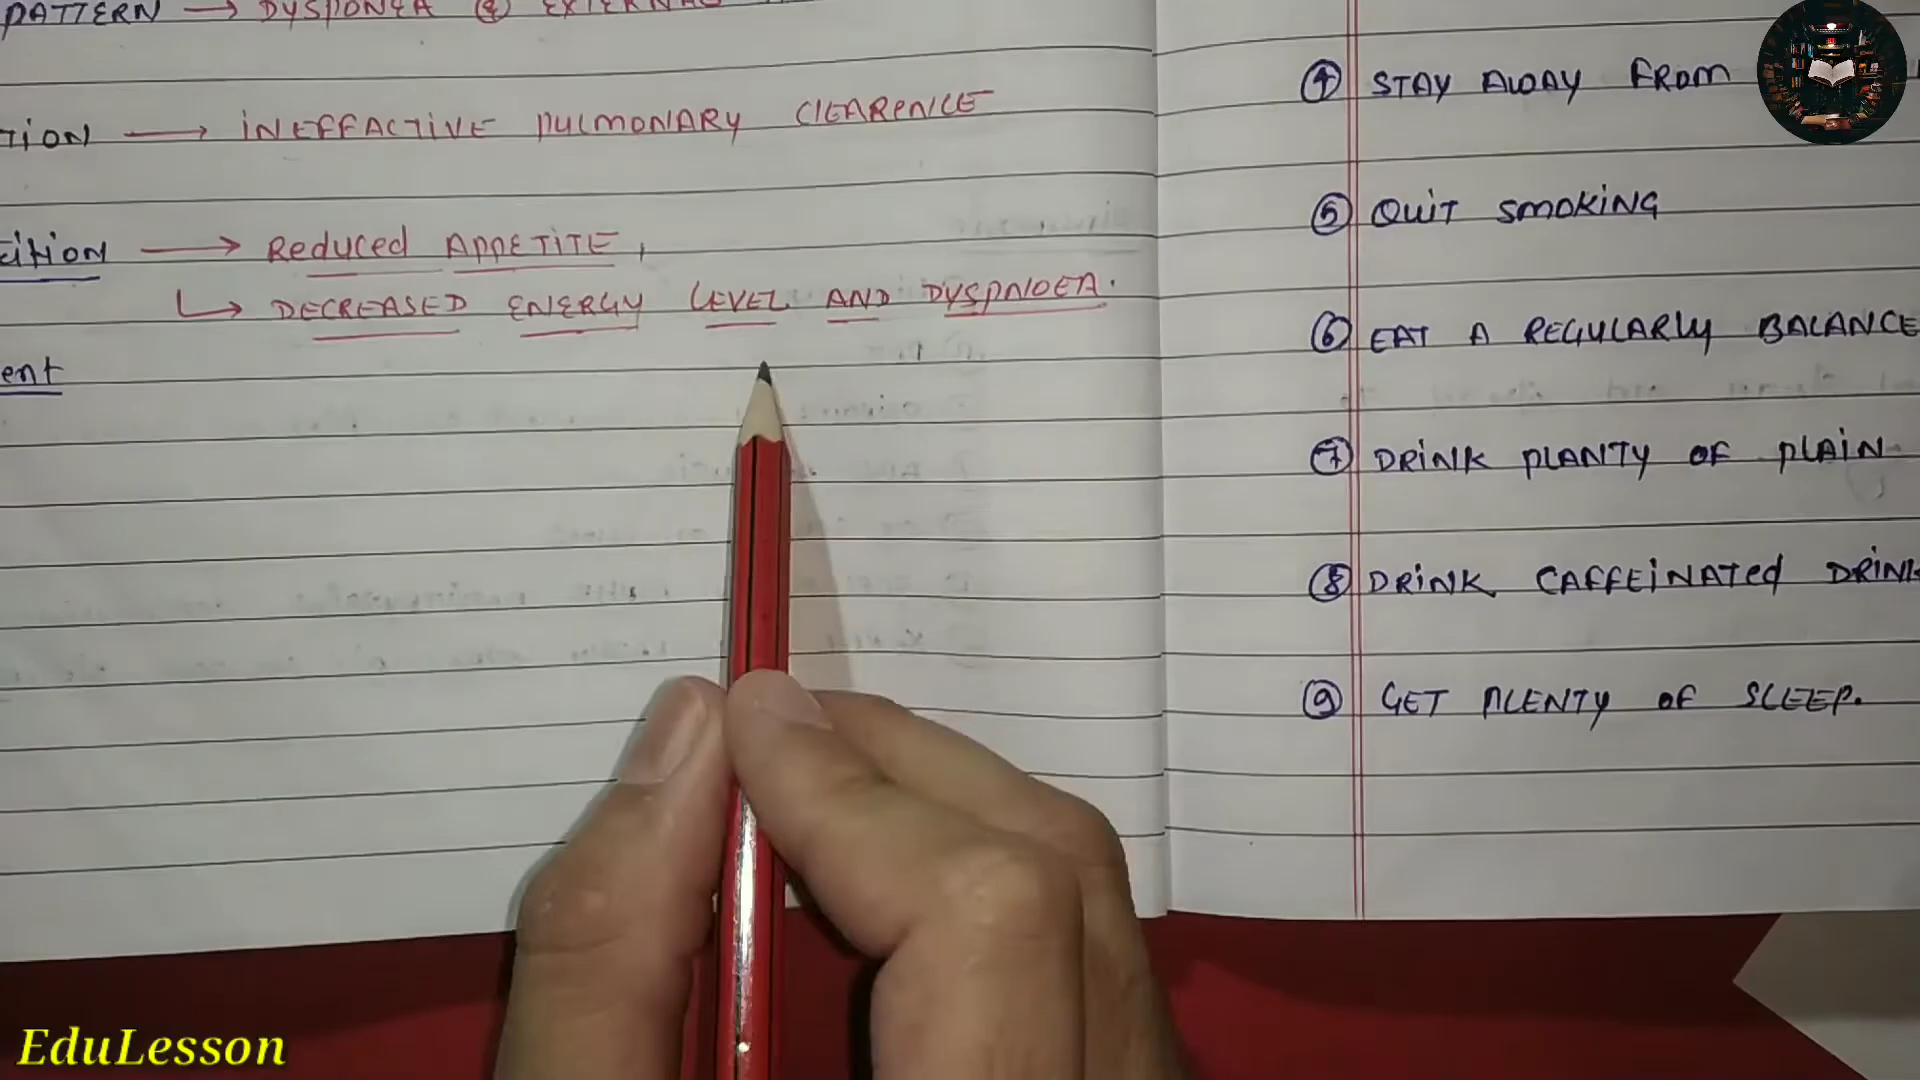 PATTERN → DYSPONEA @ EXTERNAL
TION → INEFFACTIVE PULMONARY CLEARENCE
ition → Reduced APPETITE,
↳ DECREASED ENERGY LEVEL AND DYSPNOEA.
ent
④ STAY AWAY FROM
⑤ QUIT SMOKING
⑥ EAT A REGULARLY BALANCE
⑦ DRINK PLANTY OF PLAIN
⑧ DRINK CAFFEINATED DRINK
⑨ GET PLENTY OF SLEEP.
EduLesson